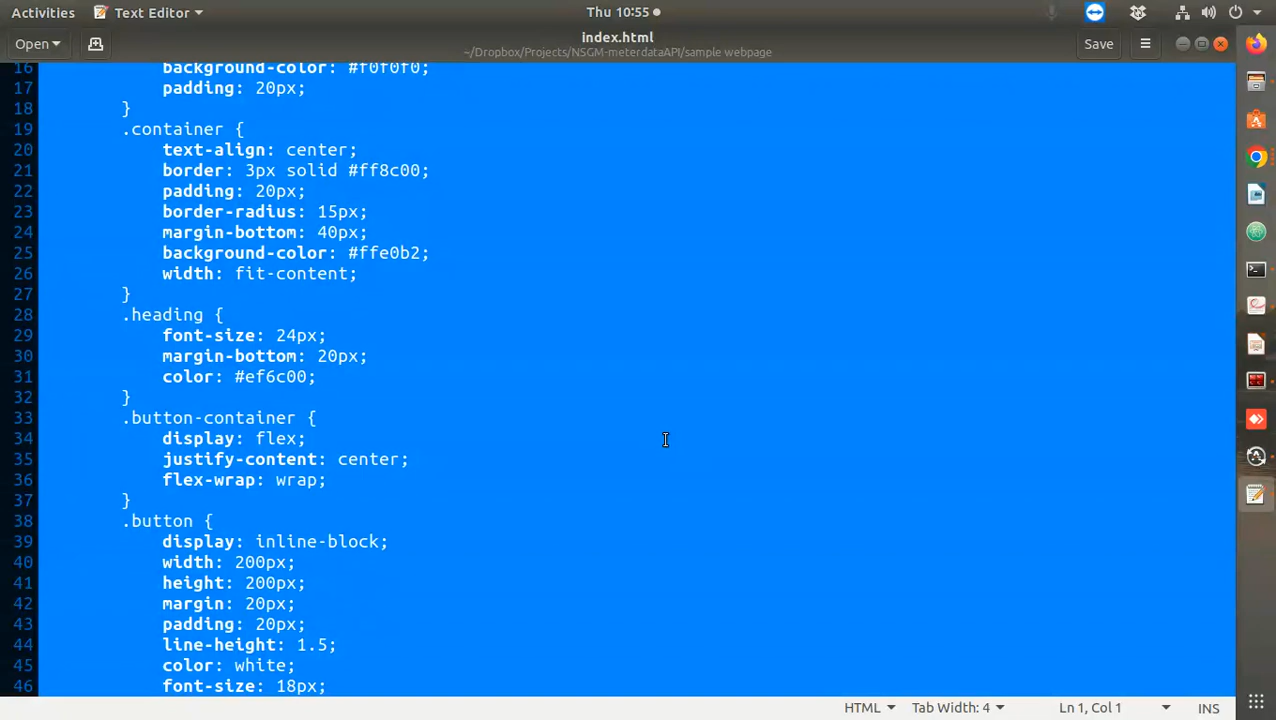 Activities Text Editor Thu 10:55
Open index.html Save
~/Dropbox/Projects/NSGM-meterdataAPI/sample webpage
16 background-color: #f0f0f0;
17 padding: 20px;
18 }
19 .container {
20 text-align: center;
21 border: 3px solid #ff8c00;
22 padding: 20px;
23 border-radius: 15px;
24 margin-bottom: 40px;
25 background-color: #ffe0b2;
26 width: fit-content;
27 }
28 .heading {
29 font-size: 24px;
30 margin-bottom: 20px;
31 color: #ef6c00;
32 }
33 .button-container {
34 display: flex;
35 justify-content: center;
36 flex-wrap: wrap;
37 }
38 .button {
39 display: inline-block;
40 width: 200px;
41 height: 200px;
42 margin: 20px;
43 padding: 20px;
44 line-height: 1.5;
45 color: white;
46 font-size: 18px;
HTML Tab Width: 4 Ln 1, Col 1 INS